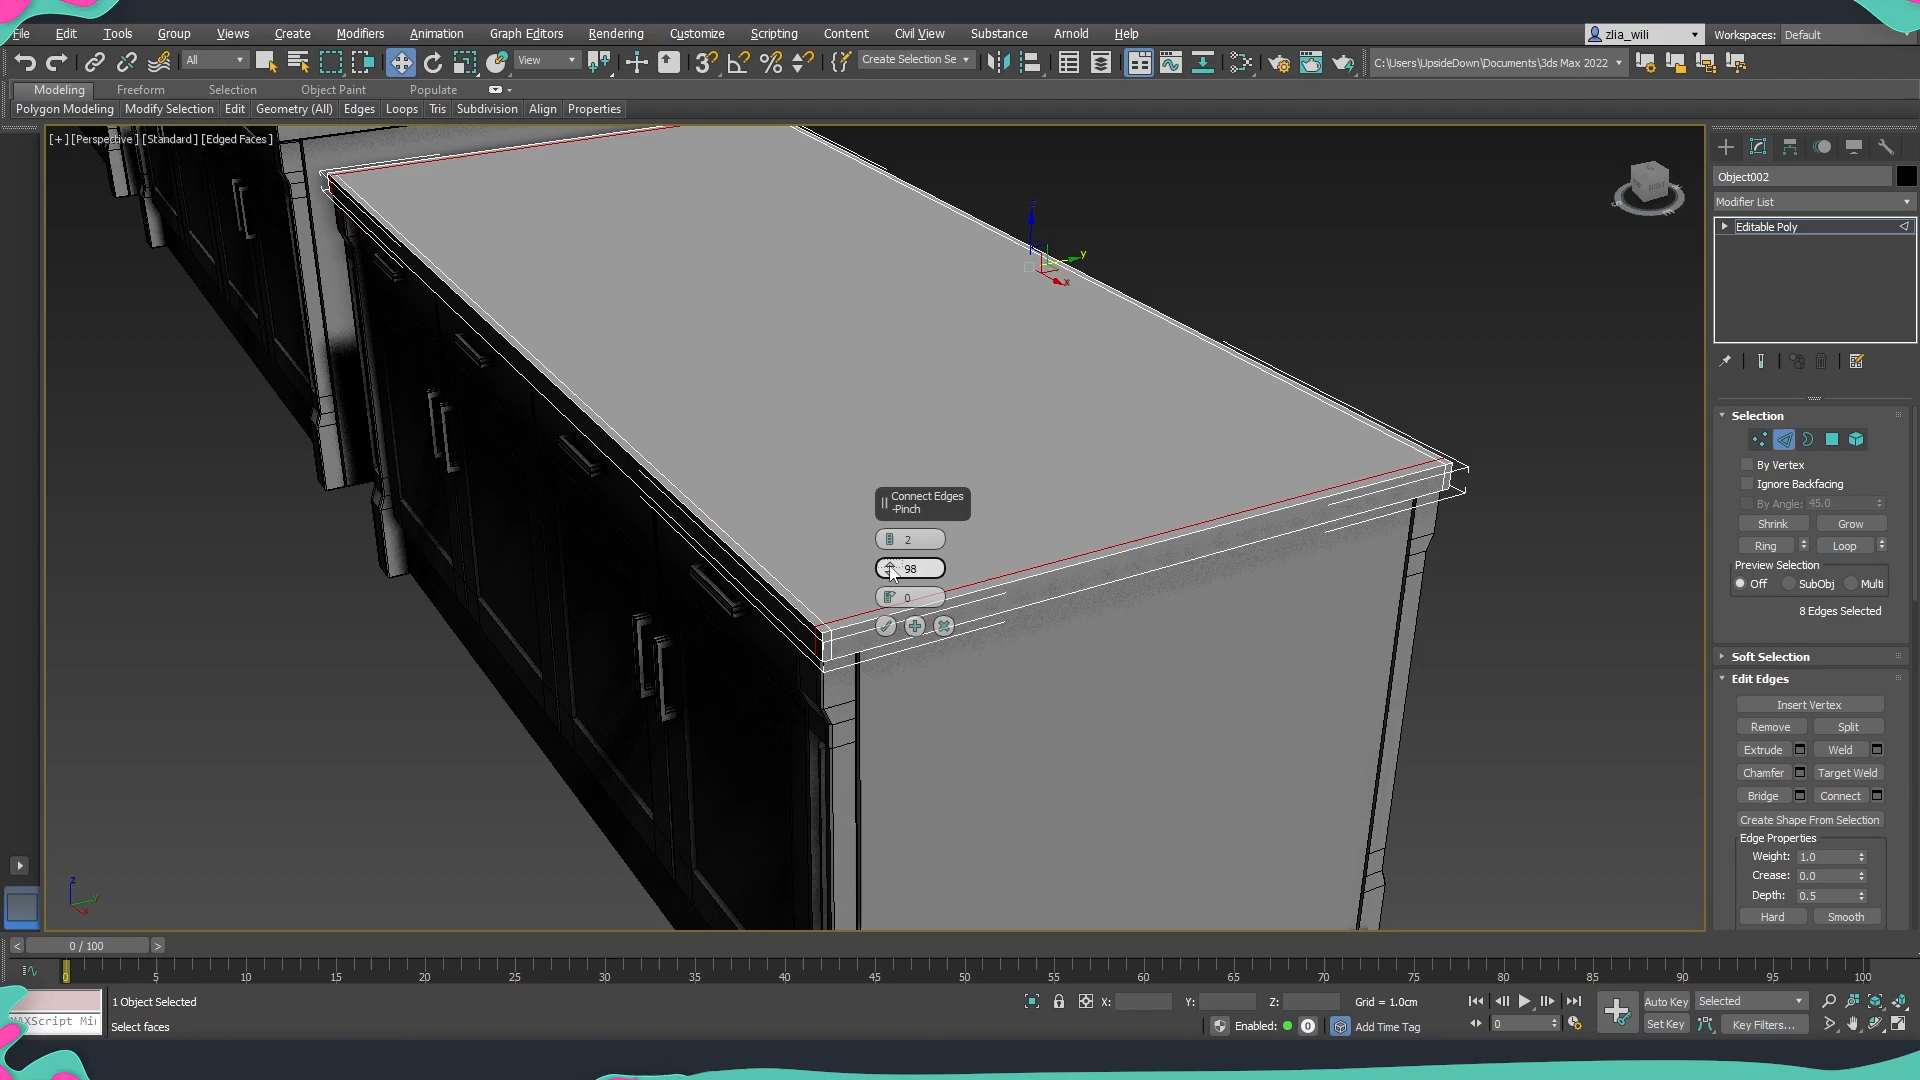 File Edit Tools Group Views Create Modifiers Animation Graph Editors Rendering Customize Scripting Content Civil View Substance Arnold Help zlia_wili Workspaces: Default
All View Create Selection Se C:\Users\UpsideDown\Documents\3ds Max 2022
Modeling Freeform Selection Object Paint Populate
Polygon Modeling Modify Selection Edit Geometry (All) Edges Loops Tris Subdivision Align Properties
[+][Perspective][Standard][Edged Faces]
Object002
Modifier List
Editable Poly
Selection
By Vertex
Ignore Backfacing
By Angle: 45.0
Shrink Grow
Ring Loop
Preview Selection
Off SubObj Multi
8 Edges Selected
Soft Selection
Edit Edges
Insert Vertex
Remove Split
Extrude Weld
Chamfer Target Weld
Bridge Connect
Create Shape From Selection
Edge Properties
Weight: 1.0
Crease: 0.0
Depth: 0.5
Hard Smooth
z
y
x
Connect Edges
-Pinch
2
98
0
z
y
x
0 / 100
0 5 10 15 20 25 30 35 40 45 50 55 60 65 70 75 80 85 90 95 100
1 Object Selected X: Y: Z: Grid = 1.0cm Auto Key Selected
Select faces Enabled: 0 Add Time Tag 0 Set Key Key Filters...